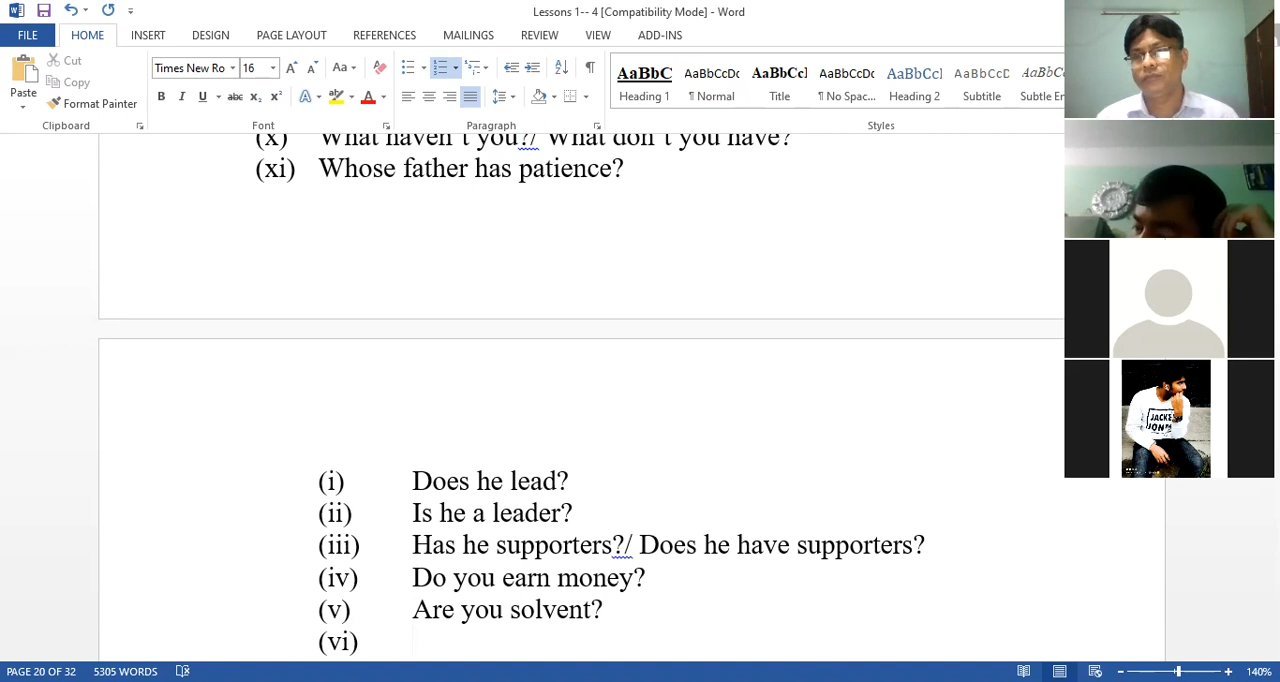 Lessons 1-- 4 [Compatibility Mode] - Word
FILE HOME INSERT DESIGN PAGE LAYOUT REFERENCES MAILINGS REVIEW VIEW ADD-INS
Cut
Copy
Format Painter
Paste
Times New Ro 16
AaBbC AaBbCcDc AaBbCcI AaBbCcDc AaBbCcI AaBbCcD AaBbC
Heading 1 ¶ Normal Title ¶ No Spac... Heading 2 Subtitle Subtle Em
Clipboard Font Paragraph Styles
(x) What haven't you?/ What don't you have?
(xi) Whose father has patience?
(i) Does he lead?
(ii) Is he a leader?
(iii) Has he supporters?/ Does he have supporters?
(iv) Do you earn money?
(v) Are you solvent?
(vi)
JACK
JON
PAGE 20 OF 32 5305 WORDS 140%